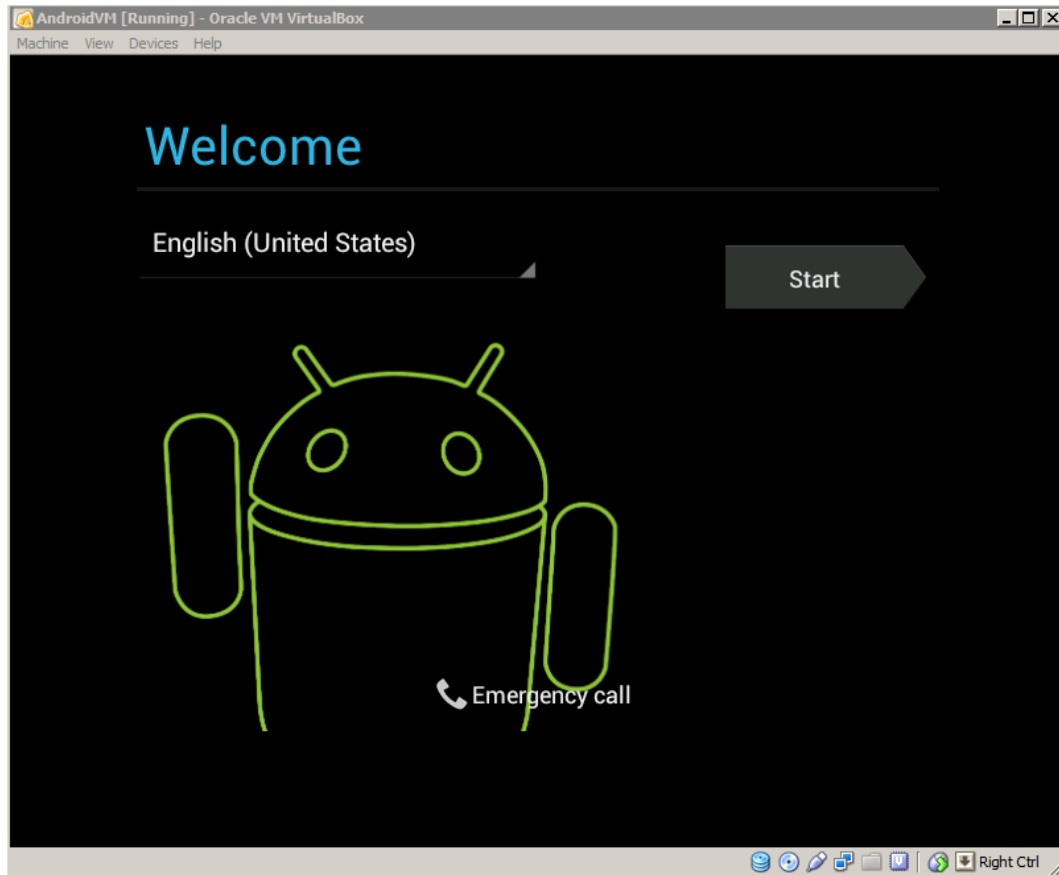 AndroidVM [Running] - Oracle VM VirtualBox
Machine View Devices Help
Welcome
English (United States)
Start
Emergency call
Right Ctrl